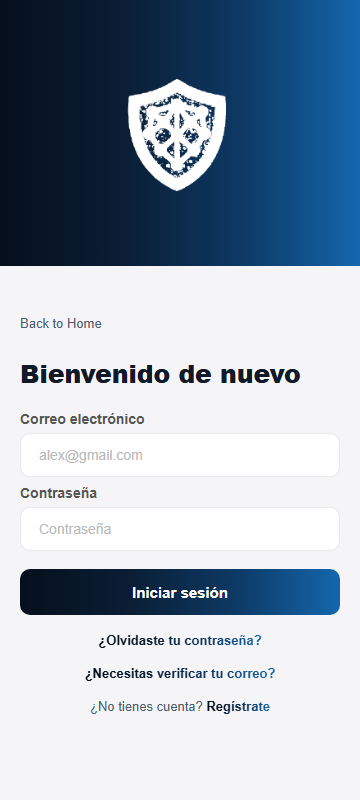 Back to Home
Bienvenido de nuevo
Correo electrónico
alex@gmail.com
Contraseña
Contraseña
Iniciar sesión
¿Olvidaste tu contraseña?
¿Necesitas verificar tu correo?
¿No tienes cuenta? Regístrate